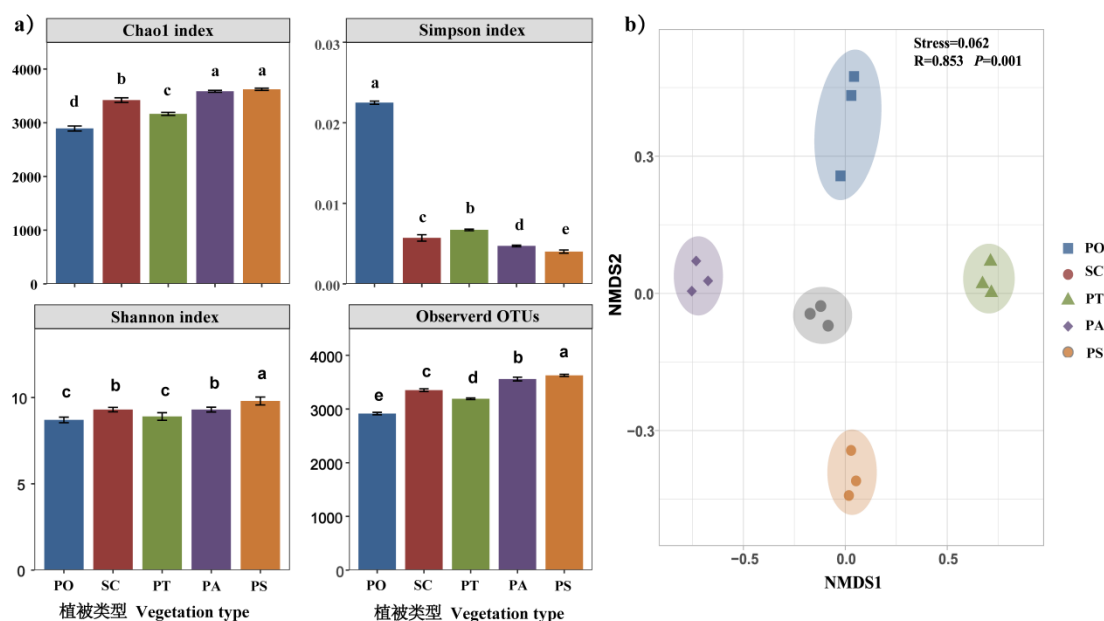 a)
Chao1 index
4000
3000
2000
1000
0
d
b
c
a
a
Simpson index
0.03
0.02
0.01
0.00
a
c
b
d
e
Shannon index
10
5
0
c
b
c
b
a
PO SC PT PA PS
植被类型 Vegetation type
Observerd OTUs
4000
3000
2000
1000
0
e
c
d
b
a
PO SC PT PA PS
植被类型 Vegetation type
b)
Stress=0.062
R=0.853 P=0.001
NMDS2
0.3
0.0
−0.3
−0.5 0.0 0.5
NMDS1
PO
SC
PT
PA
PS